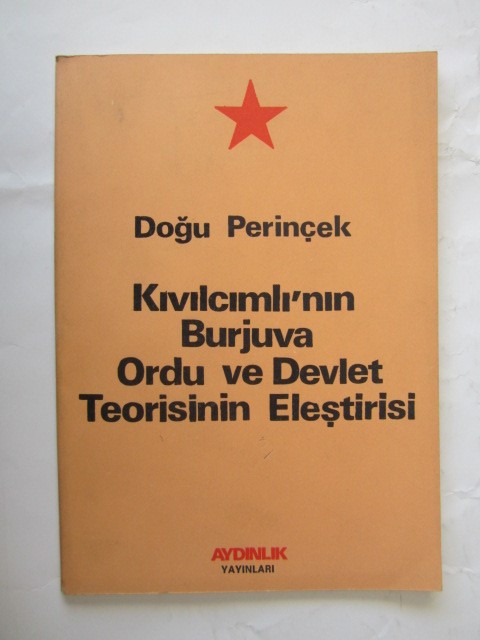 Doğu Perinçek
Kıvılcımlı'nın
Burjuva
Ordu ve Devlet
Teorisinin Eleştirisi
AYDINLIK
YAYINLARI